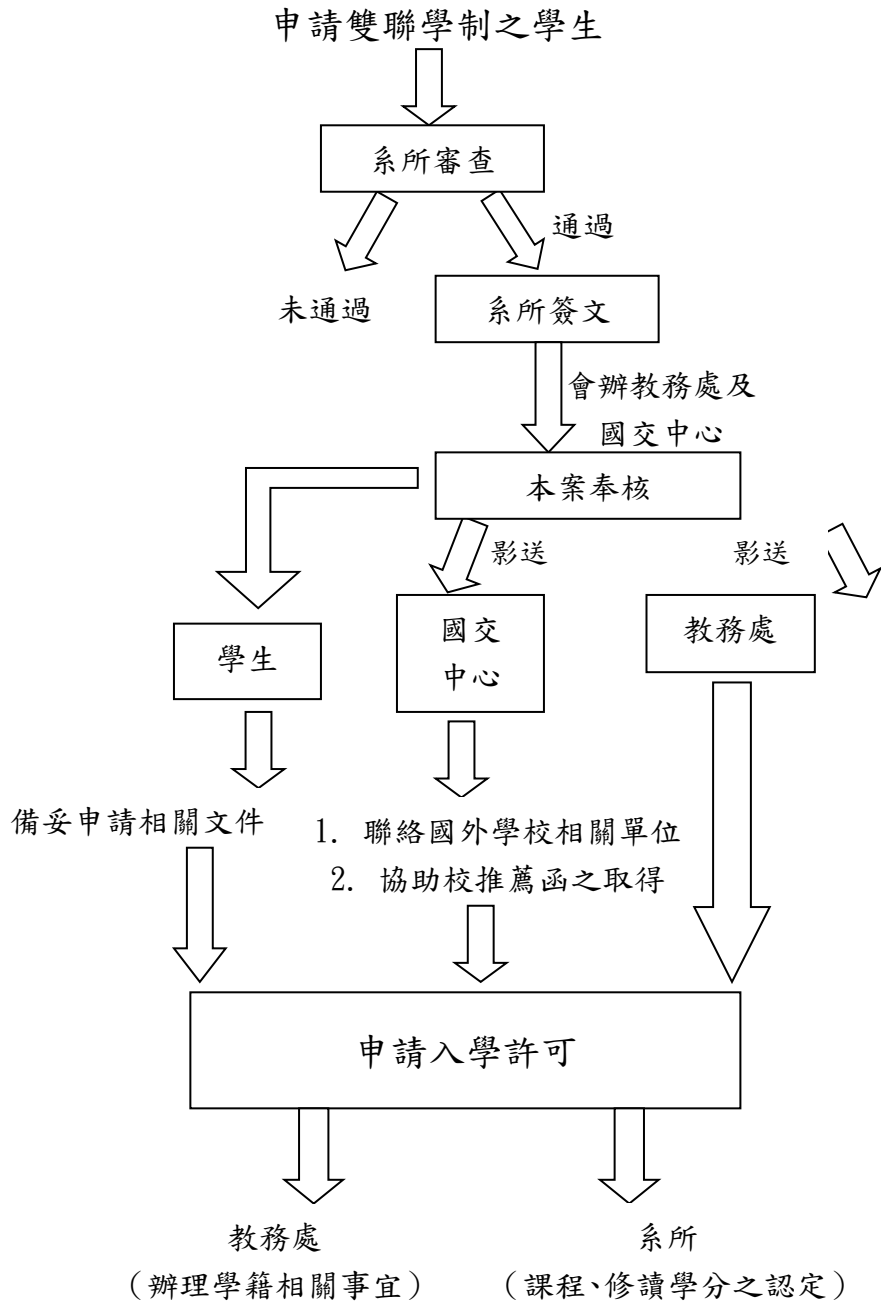 申請雙聯學制之學生
系所審查
通過
未通過
系所簽文
會辦教務處及
國交中心
本案奉核
影送
影送
學生
國交
中心
教務處
備妥申請相關文件
1. 聯絡國外學校相關單位
2. 協助校推薦函之取得
申請入學許可
教務處
系所
（辦理學籍相關事宜）
（課程、修讀學分之認定）